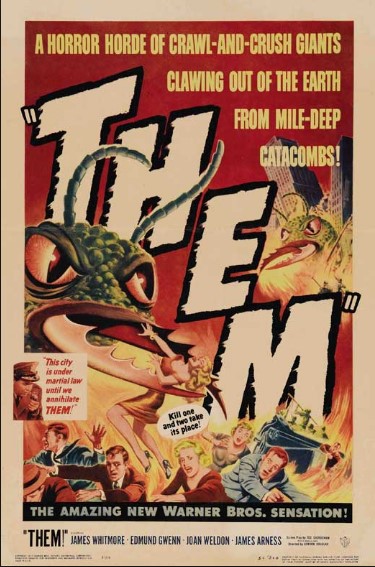 A HORROR HORDE OF CRAWL-AND-CRUSH GIANTS
CLAWING OUT OF THE EARTH
FROM MILE-DEEP
CATACOMBS!
"THEM"
"This city
is under
martial law
until we
annihilate
THEM!"
Kill one
and two take
its place!
THE AMAZING NEW WARNER BROS. SENSATION!
"THEM!" JAMES WHITMORE · EDMUND GWENN · JOAN WELDON · JAMES ARNESS